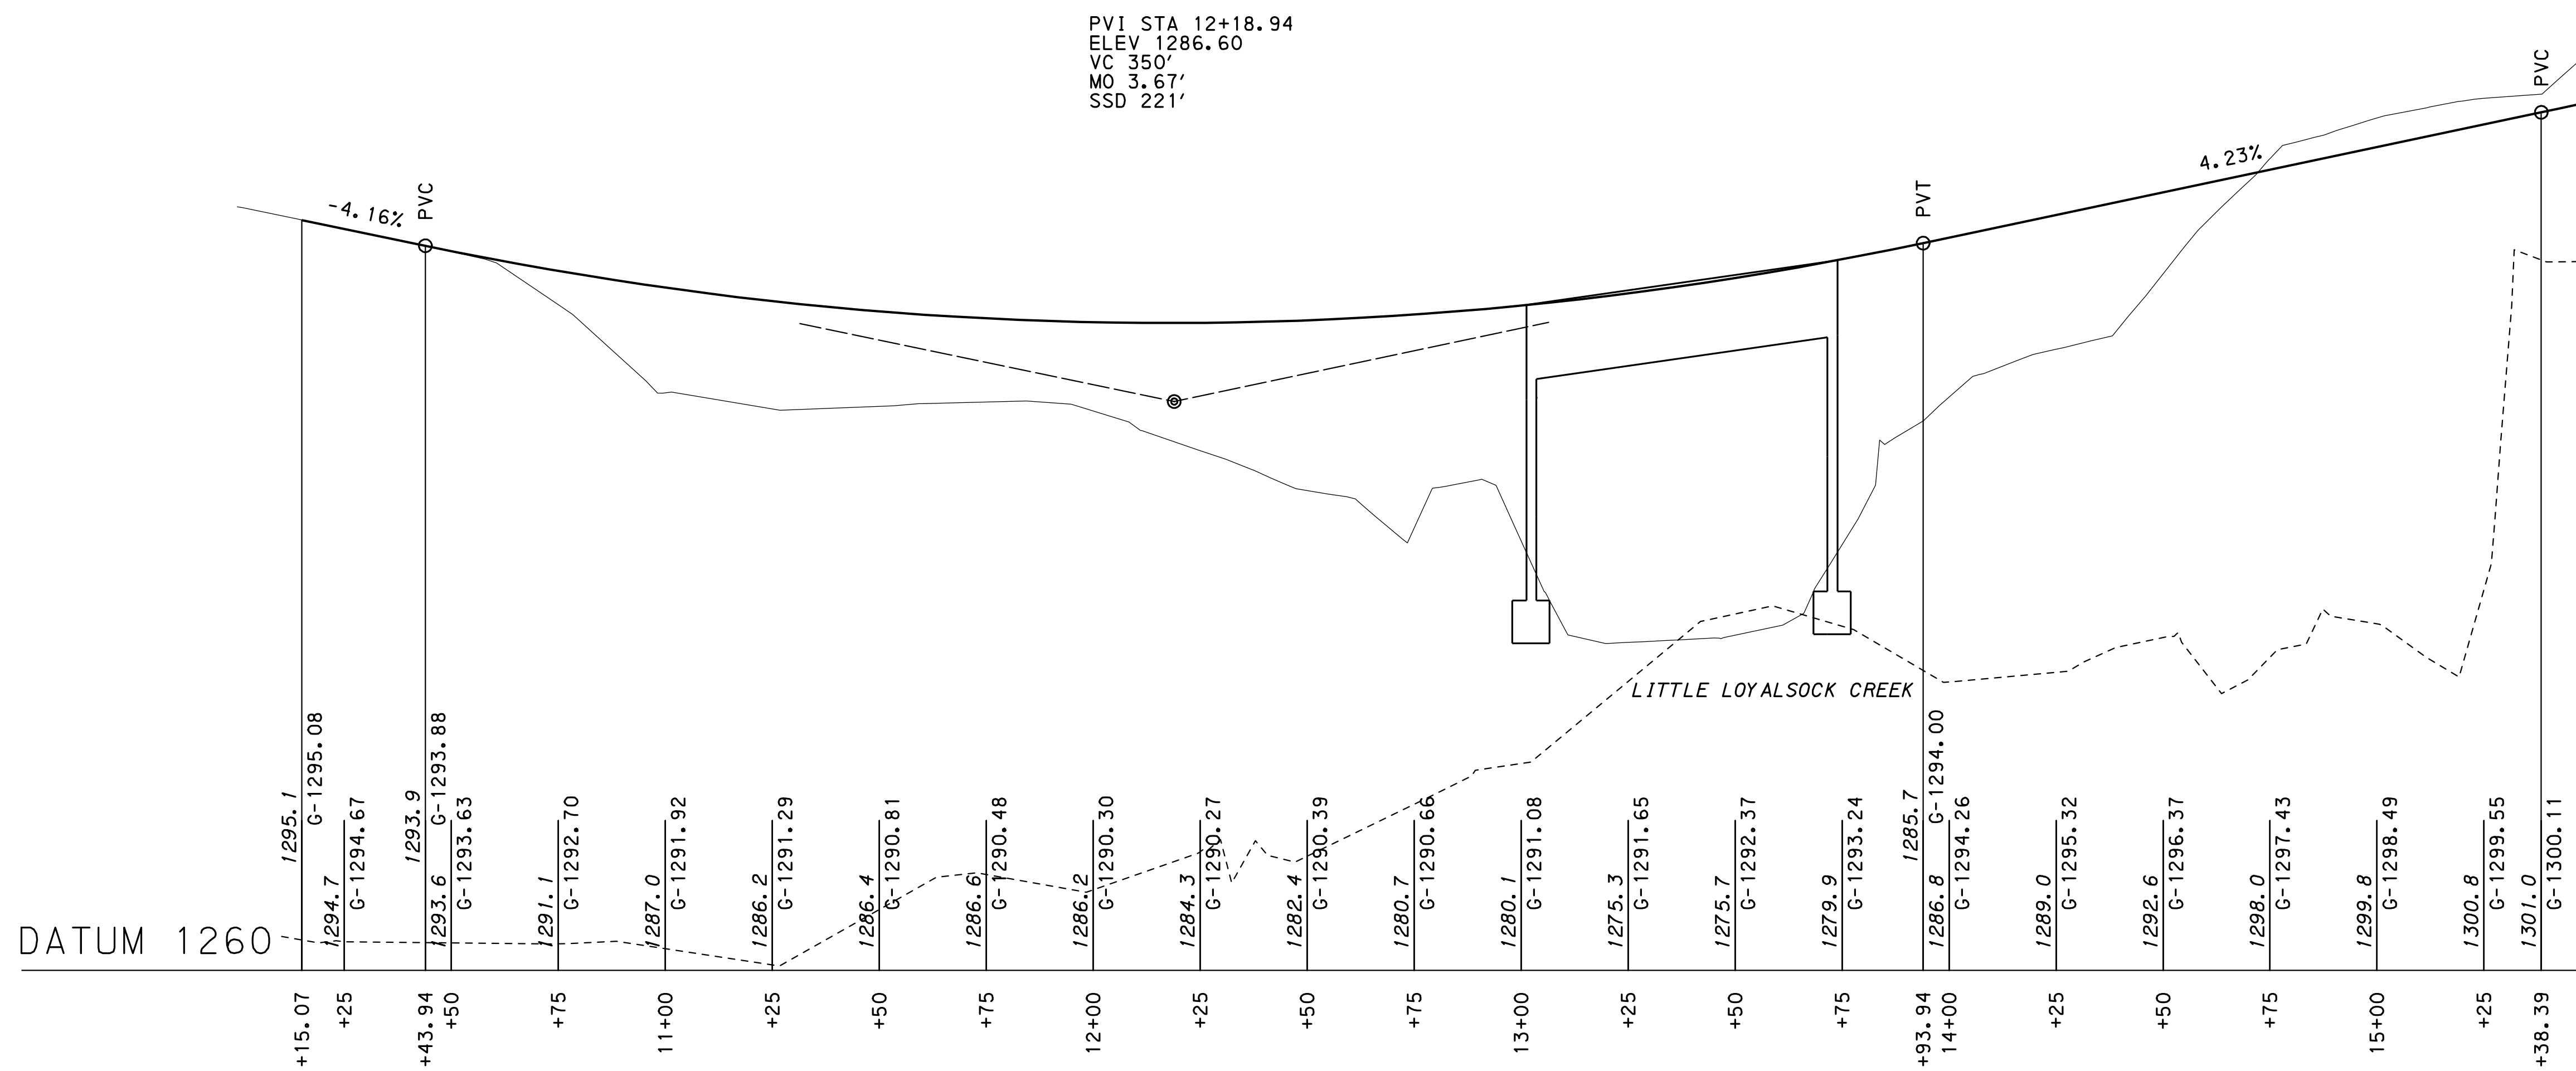 PVI STA 12+18.94
ELEV 1286.60
VC 350'
MO 3.67'
SSD 221'
-4.16%
PVC
PVT
4.23%
PVC
LITTLE LOYALSOCK CREEK
DATUM 1260
1295.1
G-1295.08
1294.7
G-1294.67
1293.9
G-1293.88
1293.6
G-1293.63
1291.1
G-1292.70
1287.0
G-1291.92
1286.2
G-1291.29
1286.4
G-1290.81
1286.6
G-1290.48
1286.2
G-1290.30
1284.3
G-1290.27
1282.4
G-1290.39
1280.7
G-1290.66
1280.1
G-1291.08
1275.3
G-1291.65
1275.7
G-1292.37
1279.9
G-1293.24
1285.7
G-1294.00
1286.8
G-1294.26
1289.0
G-1295.32
1292.6
G-1296.37
1298.0
G-1297.43
1299.8
G-1298.49
1300.8
G-1299.55
1301.0
G-1300.11
+15.07
+25
+43.94
+50
+75
11+00
+25
+50
+75
12+00
+25
+50
+75
13+00
+25
+50
+75
+93.94
14+00
+25
+50
+75
15+00
+25
+38.39